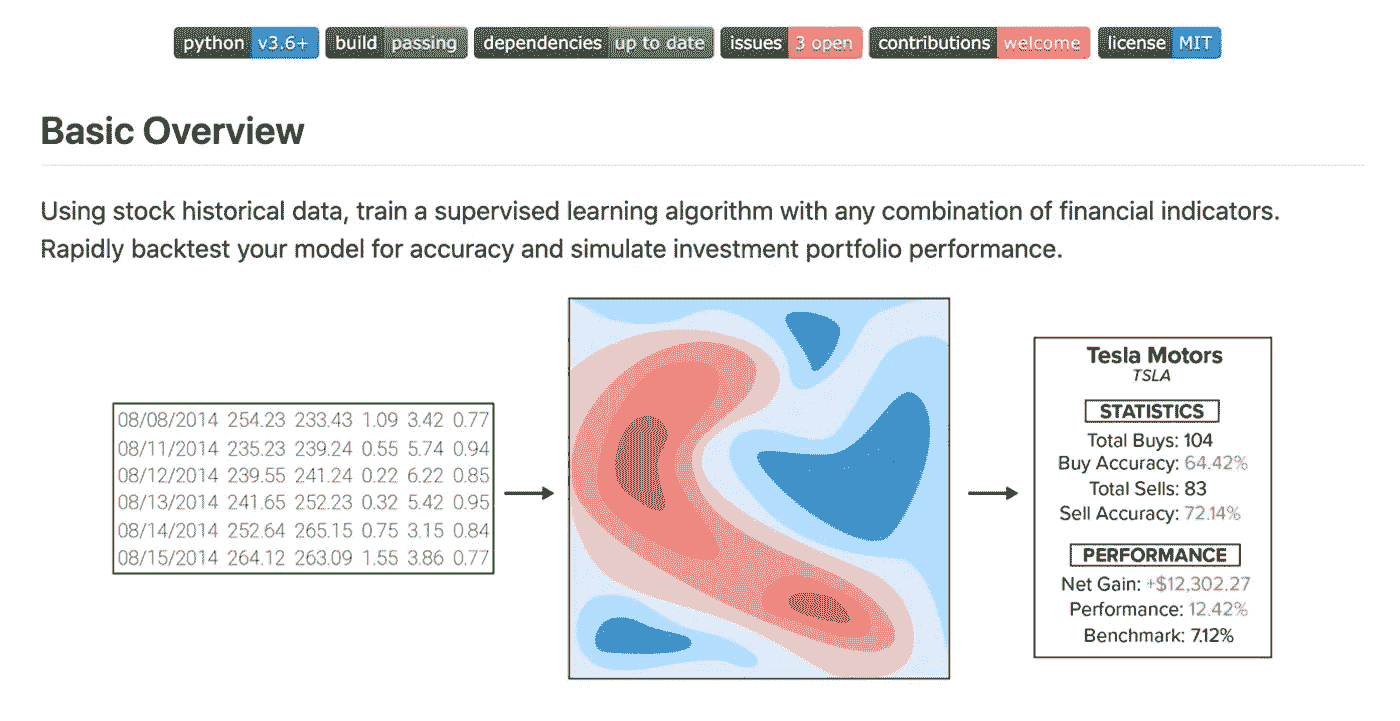 python v3.6+ build passing dependencies up to date issues 3 open contributions welcome license MIT
Basic Overview
Using stock historical data, train a supervised learning algorithm with any combination of financial indicators.
Rapidly backtest your model for accuracy and simulate investment portfolio performance.
08/08/2014 254.23 233.43 1.09 3.42 0.77
08/11/2014 235.23 239.24 0.55 5.74 0.94
08/12/2014 239.55 241.24 0.22 6.22 0.85
08/13/2014 241.65 252.23 0.32 5.42 0.95
08/14/2014 252.64 265.15 0.75 3.15 0.84
08/15/2014 264.12 263.09 1.55 3.86 0.77
Tesla Motors
TSLA
STATISTICS
Total Buys: 104
Buy Accuracy: 64.42%
Total Sells: 83
Sell Accuracy: 72.14%
PERFORMANCE
Net Gain: +$12,302.27
Performance: 12.42%
Benchmark: 7.12%